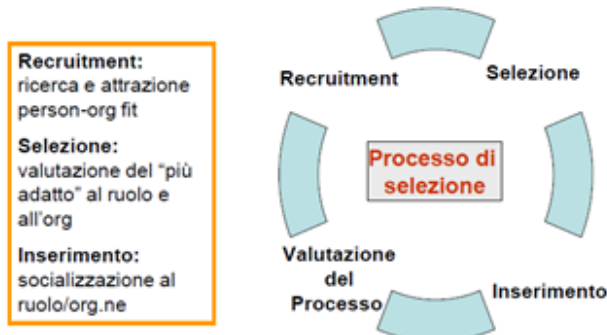 Recruitment:
ricerca e attrazione
person-org fit
Selezione:
valutazione del "più
adatto" al ruolo e
all'org
Inserimento:
socializzazione al
ruolo/org.ne
Recruitment
Selezione
Processo di
selezione
Valutazione
del
Processo
Inserimento